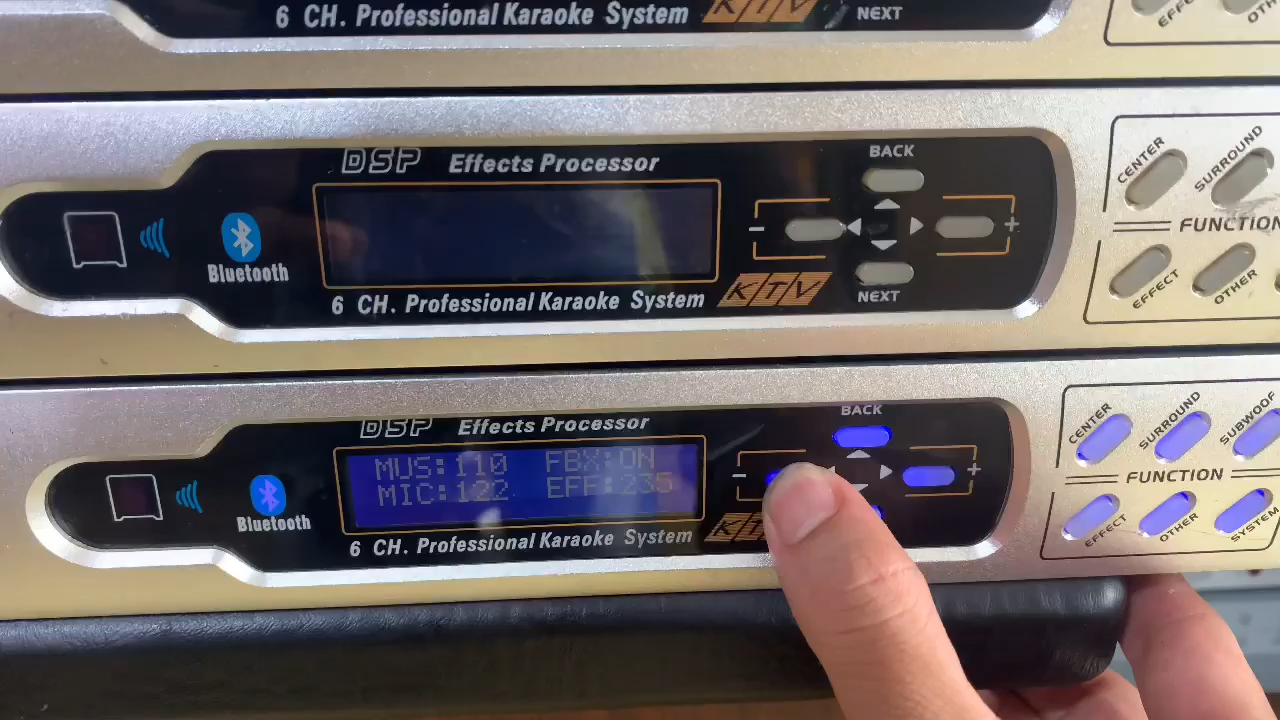 6 CH. Professional Karaoke System
KTV
NEXT
EFFECT
DSP Effects Processor
BACK
CENTER
SURROUND
- +
FUNCTION
Bluetooth
6 CH. Professional Karaoke System
KTV
NEXT
EFFECT
OTHER
DSP Effects Processor
BACK
CENTER
SURROUND
SUBWOOF
MUS:110 FBX:ON
MIC:122 EFF:235
- +
FUNCTION
Bluetooth
6 CH. Professional Karaoke System
EFFECT
OTHER
SYSTEM